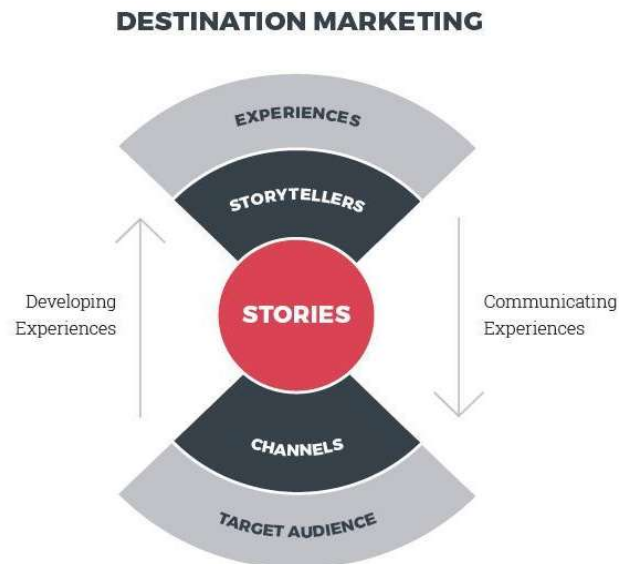 DESTINATION MARKETING
EXPERIENCES
STORYTELLERS
Developing
Experiences
STORIES
Communicating
Experiences
CHANNELS
TARGET AUDIENCE